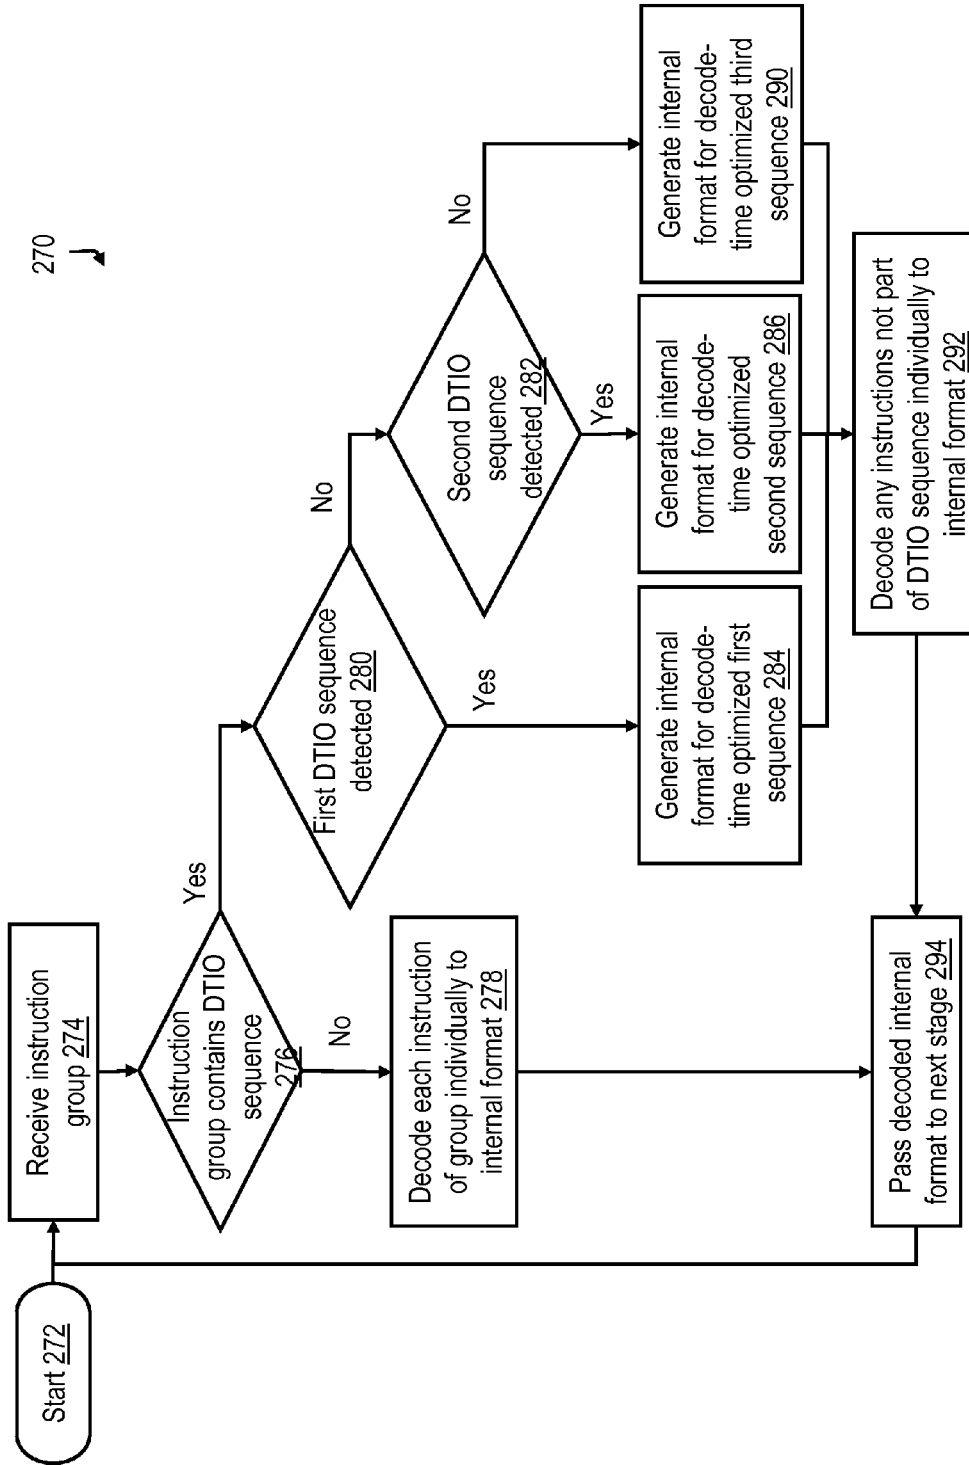 270
Start 272
Receive instruction
group 274
Instruction
group contains DTIO
sequence
276
Yes
No
Decode each instruction
of group individually to
internal format 278
First DTIO sequence
detected 280
No
Yes
Second DTIO
sequence
detected 282
No
Yes
Generate internal
format for decode-
time optimized first
sequence 284
Generate internal
format for decode-
time optimized
second sequence 286
Generate internal
format for decode-
time optimized third
sequence 290
Decode any instructions not part
of DTIO sequence individually to
internal format 292
Pass decoded internal
format to next stage 294